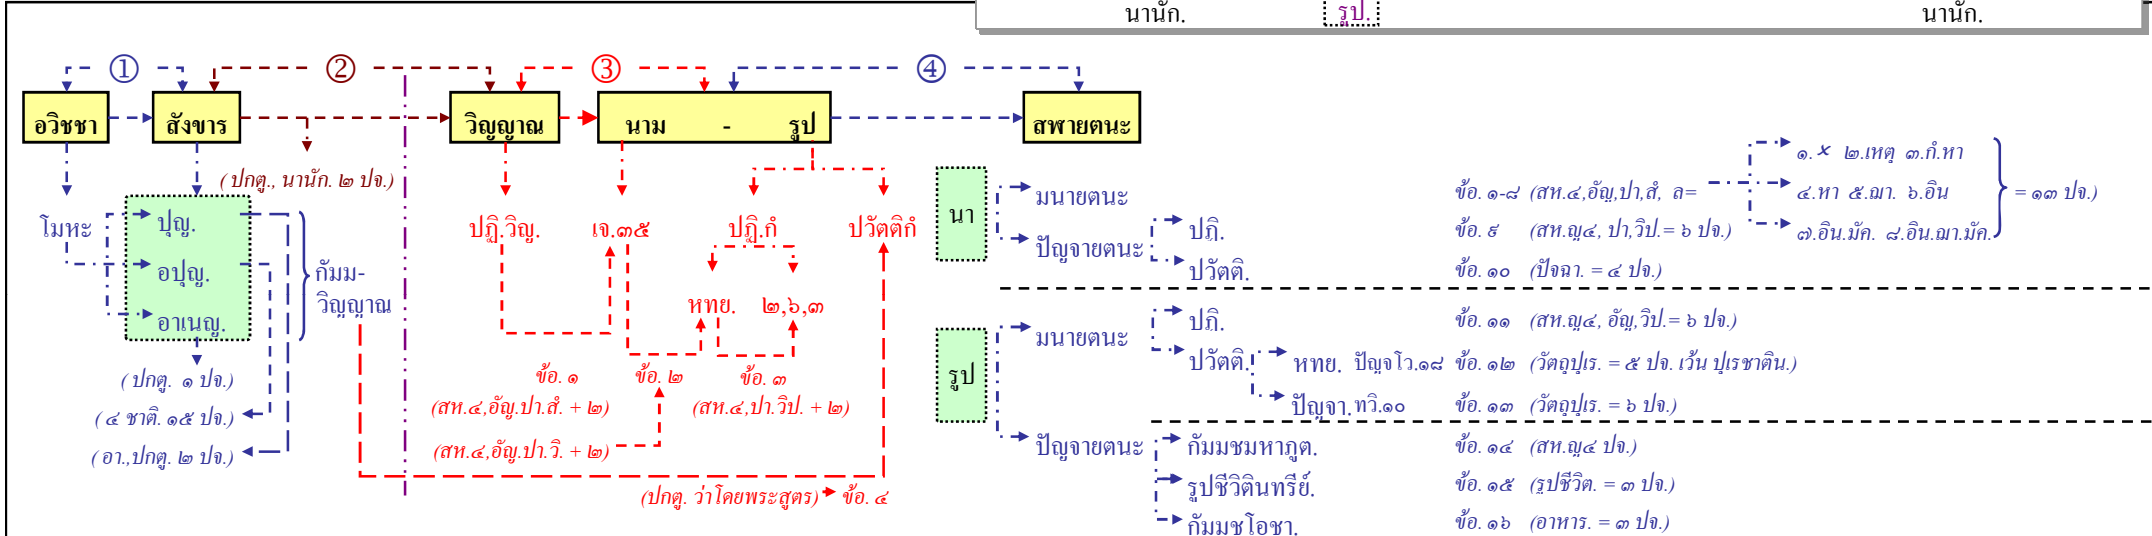 นานัก. รูป. นานัก.
① ② ③ ④
อวิชชา สังขาร วิญญาณ นาม - รูป สฬายตนะ
( ปกตู., นานัก. ๒ ปจ.)
โมหะ ปุญ. ปฏิ.วิญ. เจ.๓๕ ปฏิ.กํ ปวัตติกํ
อปุญ. กัมม-
วิญญาณ
อาเนญ. หทย. ๒,๖,๓
( ปกตู. ๑ ปจ.)
( ๔ ชาติ. ๑๕ ปจ.)
( อา.,ปกตู. ๒ ปจ.)
ข้อ. ๑ ข้อ. ๒ ข้อ. ๓
(สห.๔,อัญ.ปา.สํ. + ๒) (สห.๔,ปา.วิป. + ๒)
(สห.๔,อัญ.ปา.วิ. + ๒)
(ปกตู. ว่าโดยพระสูตร) ข้อ. ๔
นา มนายตนะ ข้อ. ๑-๘ (สห.๔,อัญ,ปา,สํ, ล=
๑.✗ ๒.เหตุ ๓.กํ.หา
๔.หา ๕.ฌา. ๖.อิน = ๑๓ ปจ.)
๗.อิน.มัค. ๘.อิน.ฌา.มัค.
ปัญจายตนะ ปฏิ. ข้อ. ๙ (สห.ญ๔, ปา,วิป.= ๖ ปจ.)
ปวัตติ. ข้อ. ๑๐ (ปัจฉา. = ๔ ปจ.)
รูป มนายตนะ ปฏิ. ข้อ. ๑๑ (สห.ญ๔, อัญ,วิป.= ๖ ปจ.)
ปวัตติ. หทย. ปัญจโว.๑๘ ข้อ. ๑๒ (วัตถุปุเร. = ๕ ปจ. เว้น ปุเรชาติน.)
ปัญจา. ทวิ.๑๐ ข้อ. ๑๓ (วัตถุปุเร. = ๖ ปจ.)
ปัญจายตนะ กัมมชมหาภูต. ข้อ. ๑๔ (สห.ญ๔ ปจ.)
รูปชีวิตินทรีย์. ข้อ. ๑๕ (รูปชีวิต. = ๓ ปจ.)
กัมมชโอชา. ข้อ. ๑๖ (อาหาร. = ๓ ปจ.)